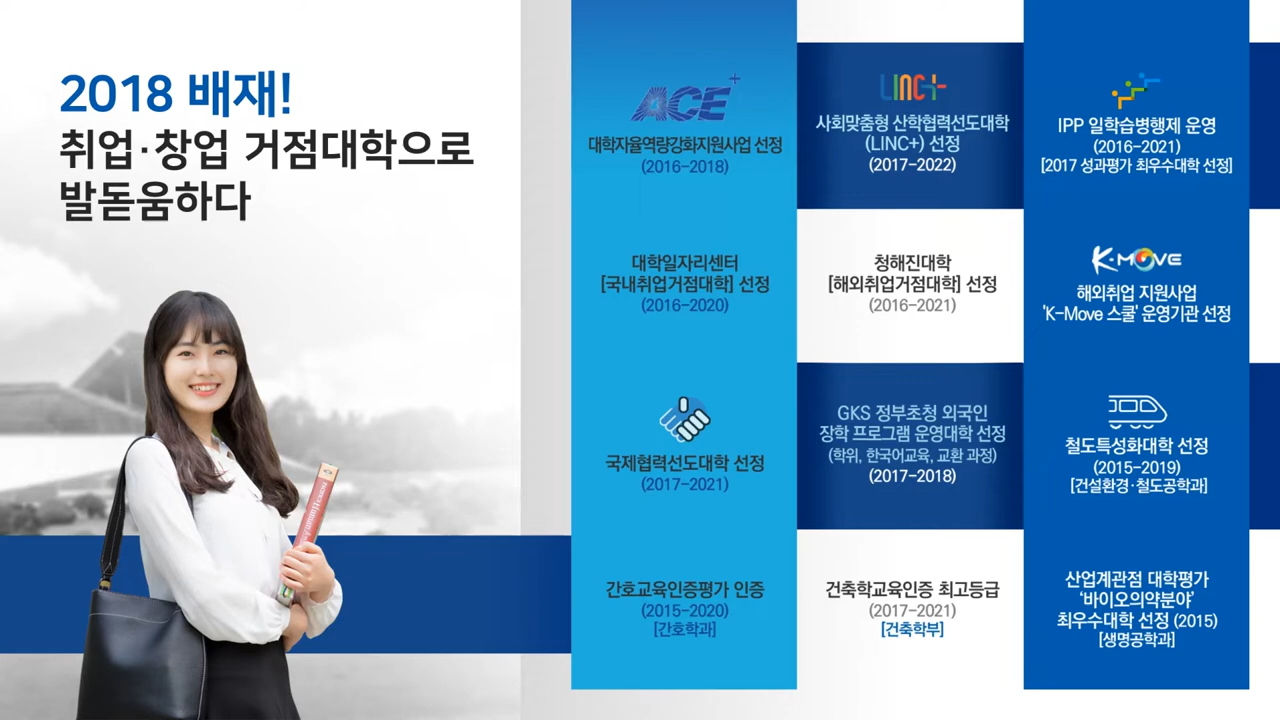 2018 배재!
취업·창업 거점대학으로
발돋움하다
ACE+
대학자율역량강화지원사업 선정
(2016-2018)
LINC+
사회맞춤형 산학협력선도대학
(LINC+) 선정
(2017-2022)
IPP 일학습병행제 운영
(2016-2021)
[2017 성과평가 최우수대학 선정]
대학일자리센터
[국내취업거점대학] 선정
(2016-2020)
청해진대학
[해외취업거점대학] 선정
(2016-2021)
K-MOVE
해외취업 지원사업
'K-Move 스쿨' 운영기관 선정
국제협력선도대학 선정
(2017-2021)
GKS 정부초청 외국인
장학 프로그램 운영대학 선정
(학위, 한국어교육, 교환 과정)
(2017-2018)
철도특성화대학 선정
(2015-2019)
[건설환경·철도공학과]
간호교육인증평가 인증
(2015-2020)
[간호학과]
건축학교육인증 최고등급
(2017-2021)
[건축학부]
산업계관점 대학평가
‘바이오의약분야’
최우수대학 선정 (2015)
[생명공학과]